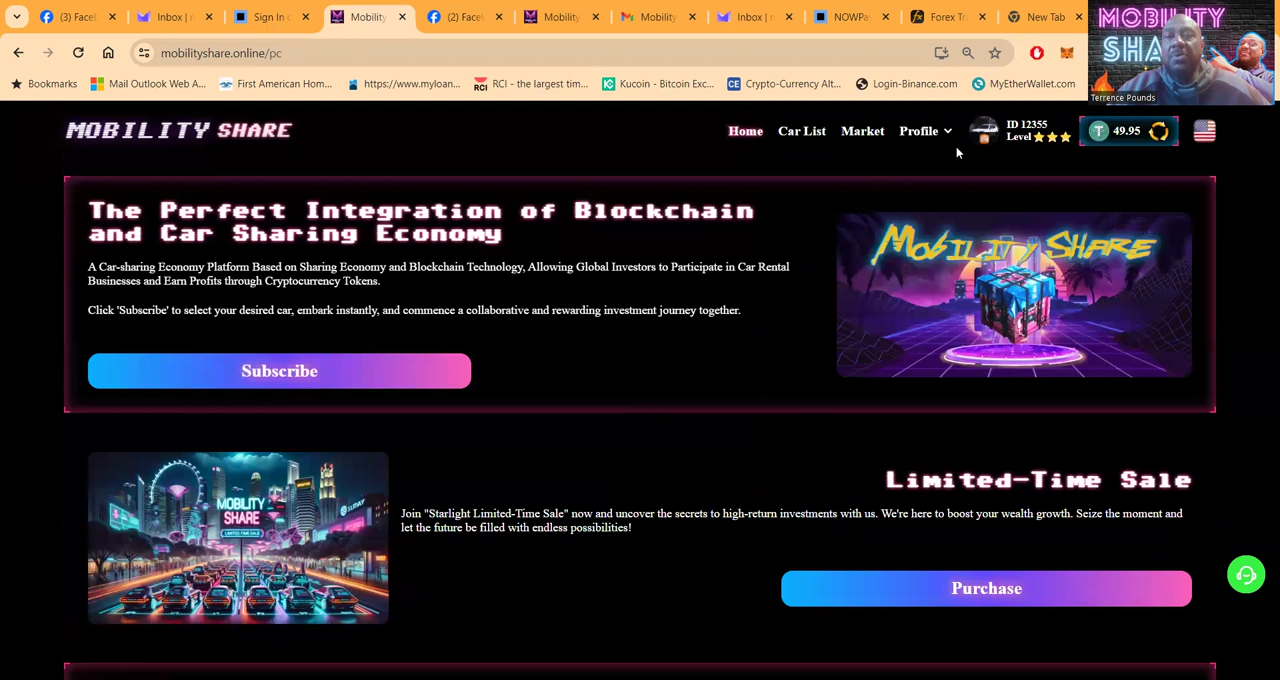 (3) Faceb
Inbox | r
Sign In
Mobility
(2) Face
Mobility
Mobility
Inbox | r
NOWPa
Forex Tr
New Tab
mobilityshare.online/pc
Bookmarks
Mail Outlook Web A...
First American Hom...
https://www.myloan...
RCI - the largest tim...
Kucoin - Bitcoin Exc...
Crypto-Currency Alt...
Login-Binance.com
MyEtherWallet.com
MOBILITY
SHA
Terrence Pounds
MOBILITY SHARE
Home
Car List
Market
Profile
ID 12355
Level
T 49.95
The Perfect Integration of Blockchain
and Car Sharing Economy
A Car-sharing Economy Platform Based on Sharing Economy and Blockchain Technology, Allowing Global Investors to Participate in Car Rental
Businesses and Earn Profits through Cryptocurrency Tokens.
Click 'Subscribe' to select your desired car, embark instantly, and commence a collaborative and rewarding investment journey together.
Subscribe
MOBILITY SHARE
MOBILITY
SHARE
LIMITED-TIME SALE
Limited-Time Sale
Join "Starlight Limited-Time Sale" now and uncover the secrets to high-return investments with us. We're here to boost your wealth growth. Seize the moment and
let the future be filled with endless possibilities!
Purchase